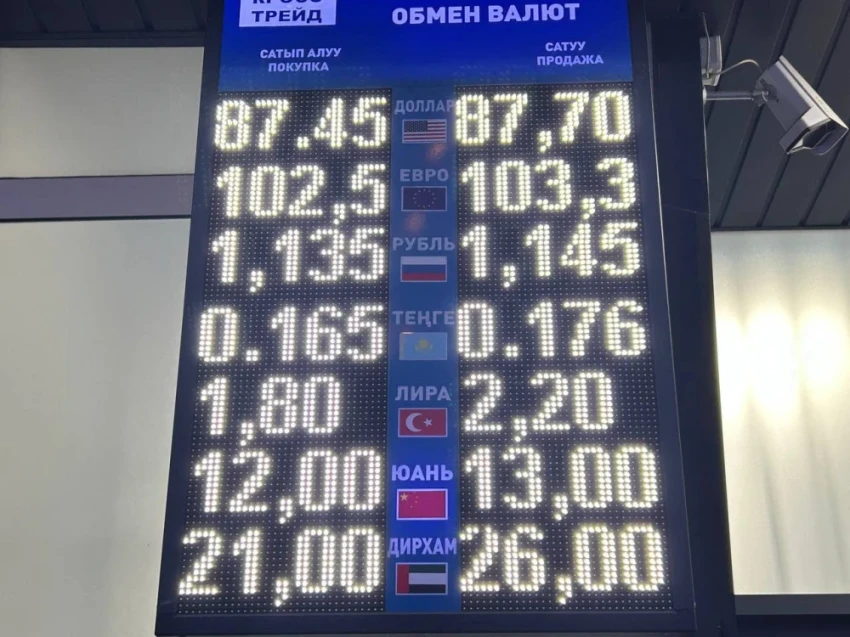 ТРЕЙД
ОБМЕН ВАЛЮТ
САТЫП АЛУУ
ПОКУПКА
САТУУ
ПРОДАЖА
87.45 ДОЛЛАР 87,70
102,5 ЕВРО 103,3
1,135 РУБЛЬ 1,145
0.165 ТЕҢГЕ 0.176
1,80 ЛИРА 2,20
12,00 ЮАНЬ 13,00
21,00 ДИРХАМ 26,00